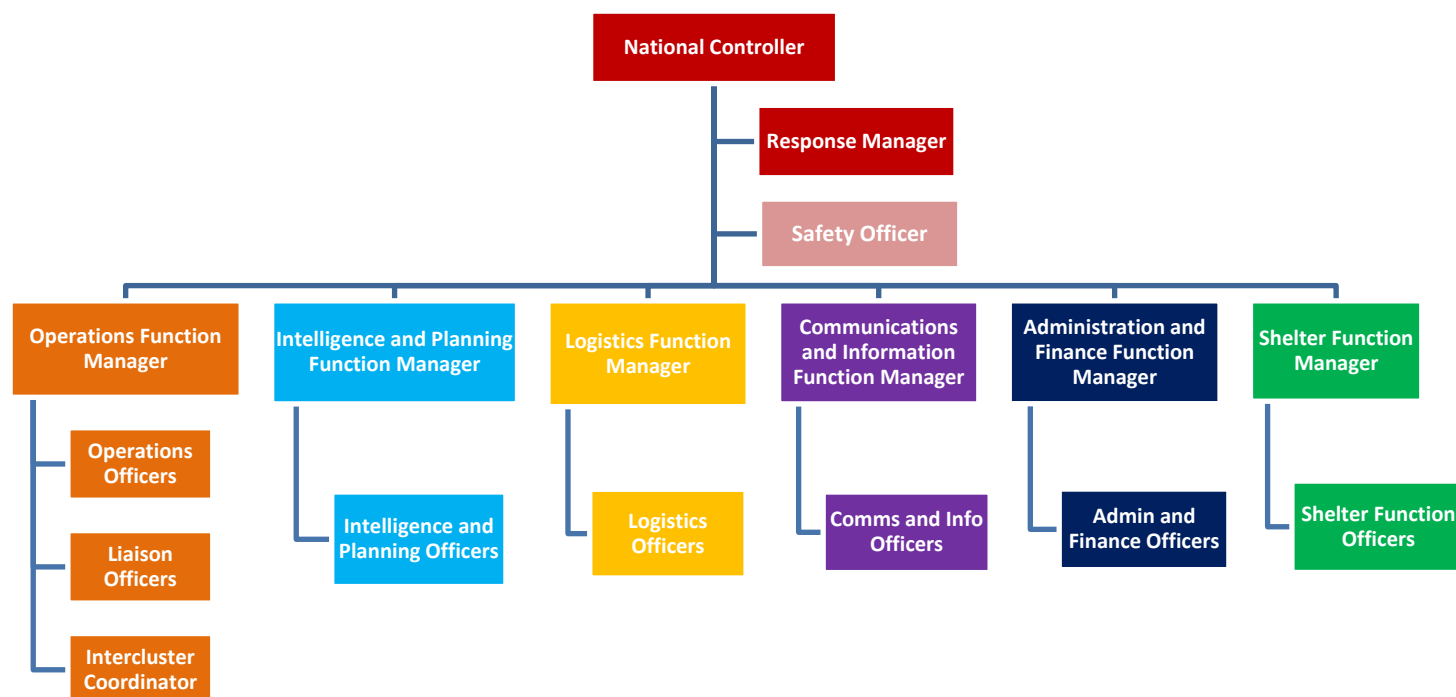 National Controller
Response Manager
Safety Officer
Operations Function
Manager
Intelligence and Planning
Function Manager
Logistics Function
Manager
Communications
and Information
Function Manager
Administration and
Finance Function
Manager
Shelter Function
Manager
Operations
Officers
Liaison
Officers
Intercluster
Coordinator
Intelligence and
Planning Officers
Logistics
Officers
Comms and Info
Officers
Admin and
Finance Officers
Shelter Function
Officers